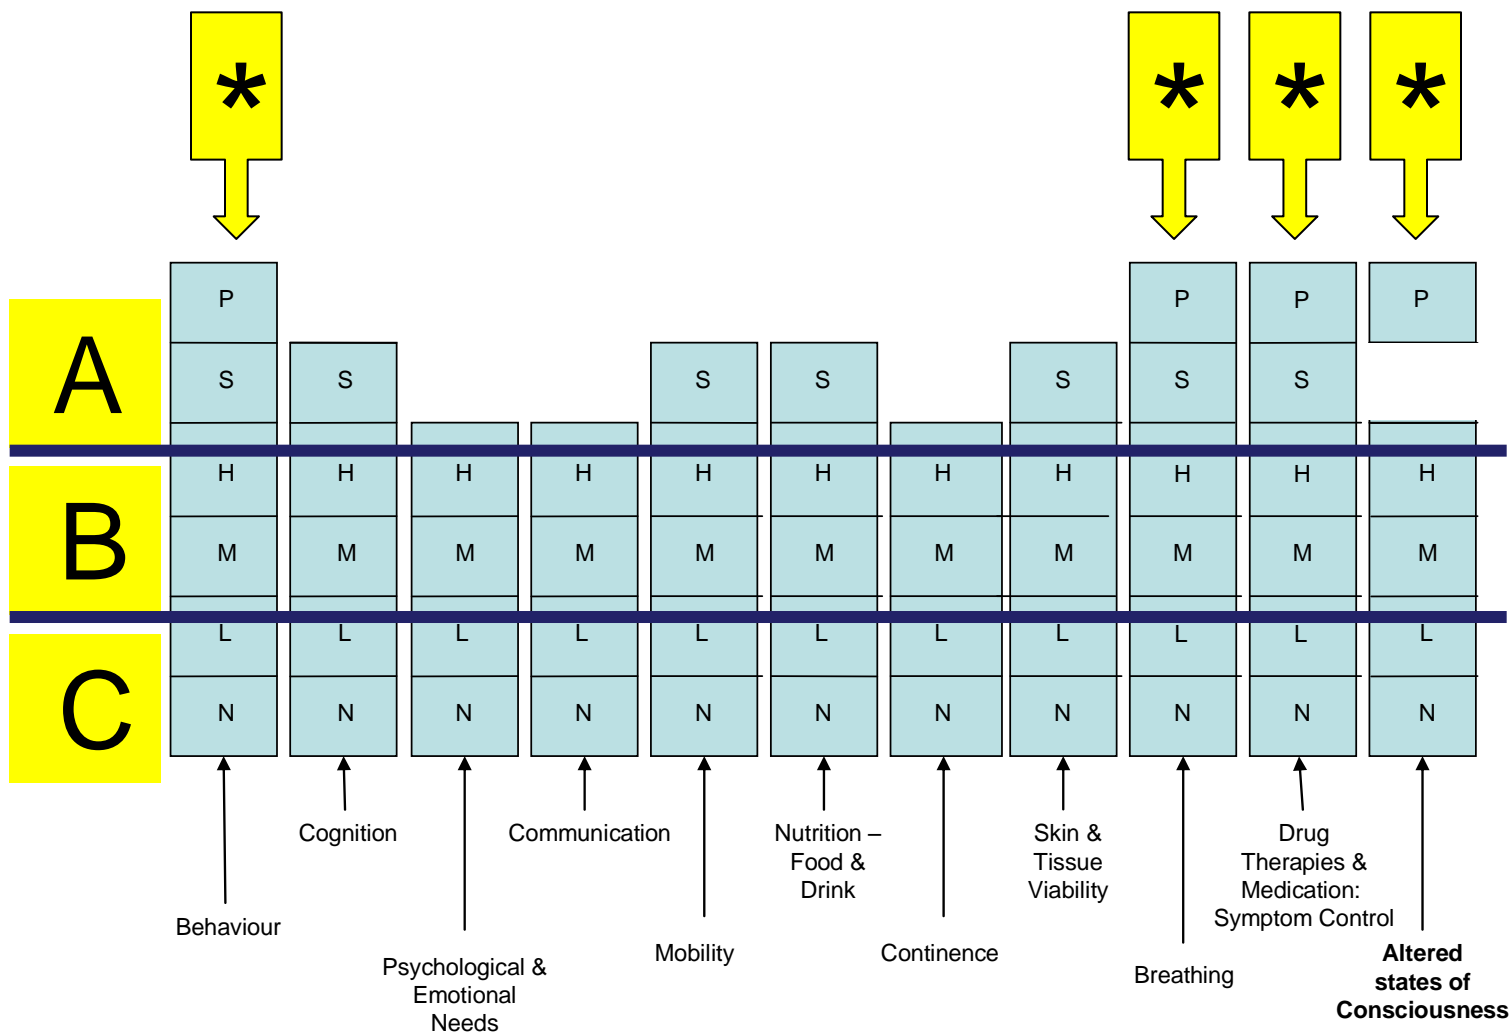 * * * *
P P P P
A
S S S S S S S
H H H H H H H H H H H
B
M M M M M M M M M M M
L L L L L L L L L L L
C
N N N N N N N N N N N
Behaviour
Cognition
Psychological &
Emotional
Needs
Communication
Mobility
Nutrition –
Food &
Drink
Continence
Skin &
Tissue
Viability
Breathing
Drug
Therapies &
Medication:
Symptom Control
Altered
states of
Consciousness